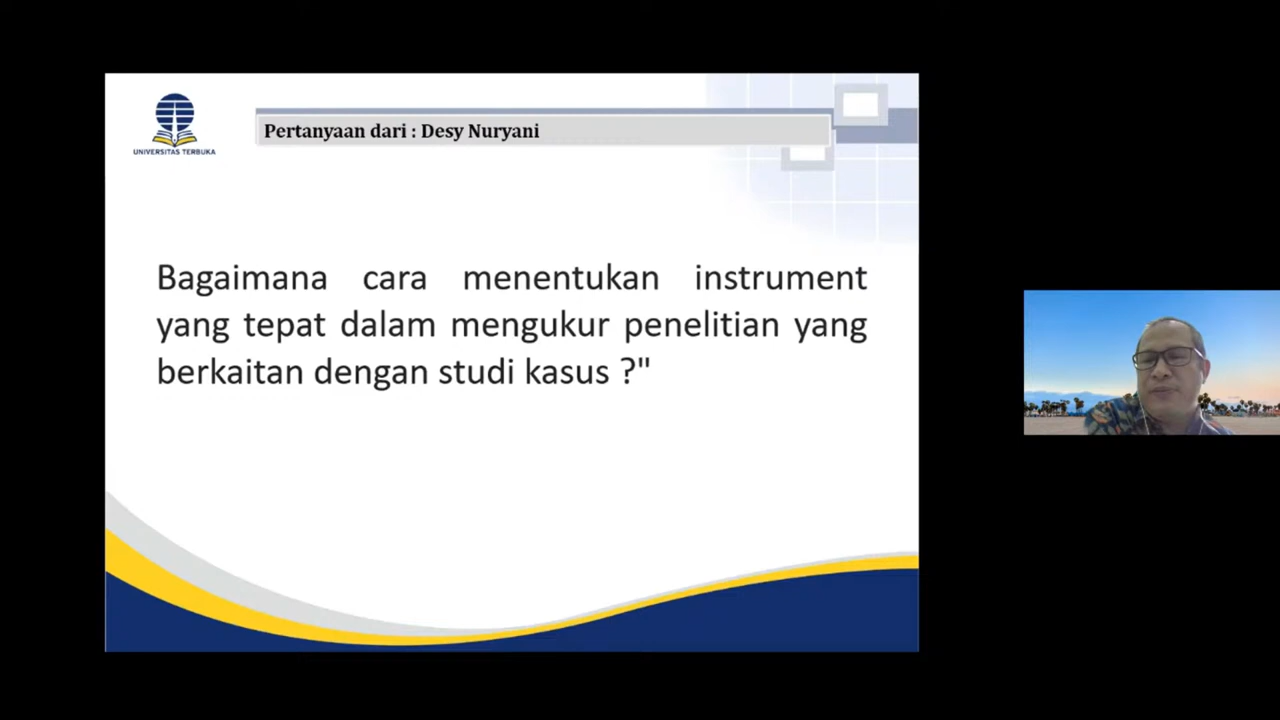 UNIVERSITAS TERBUKA
Pertanyaan dari : Desy Nuryani
Bagaimana cara menentukan instrument
yang tepat dalam mengukur penelitian yang
berkaitan dengan studi kasus ?"